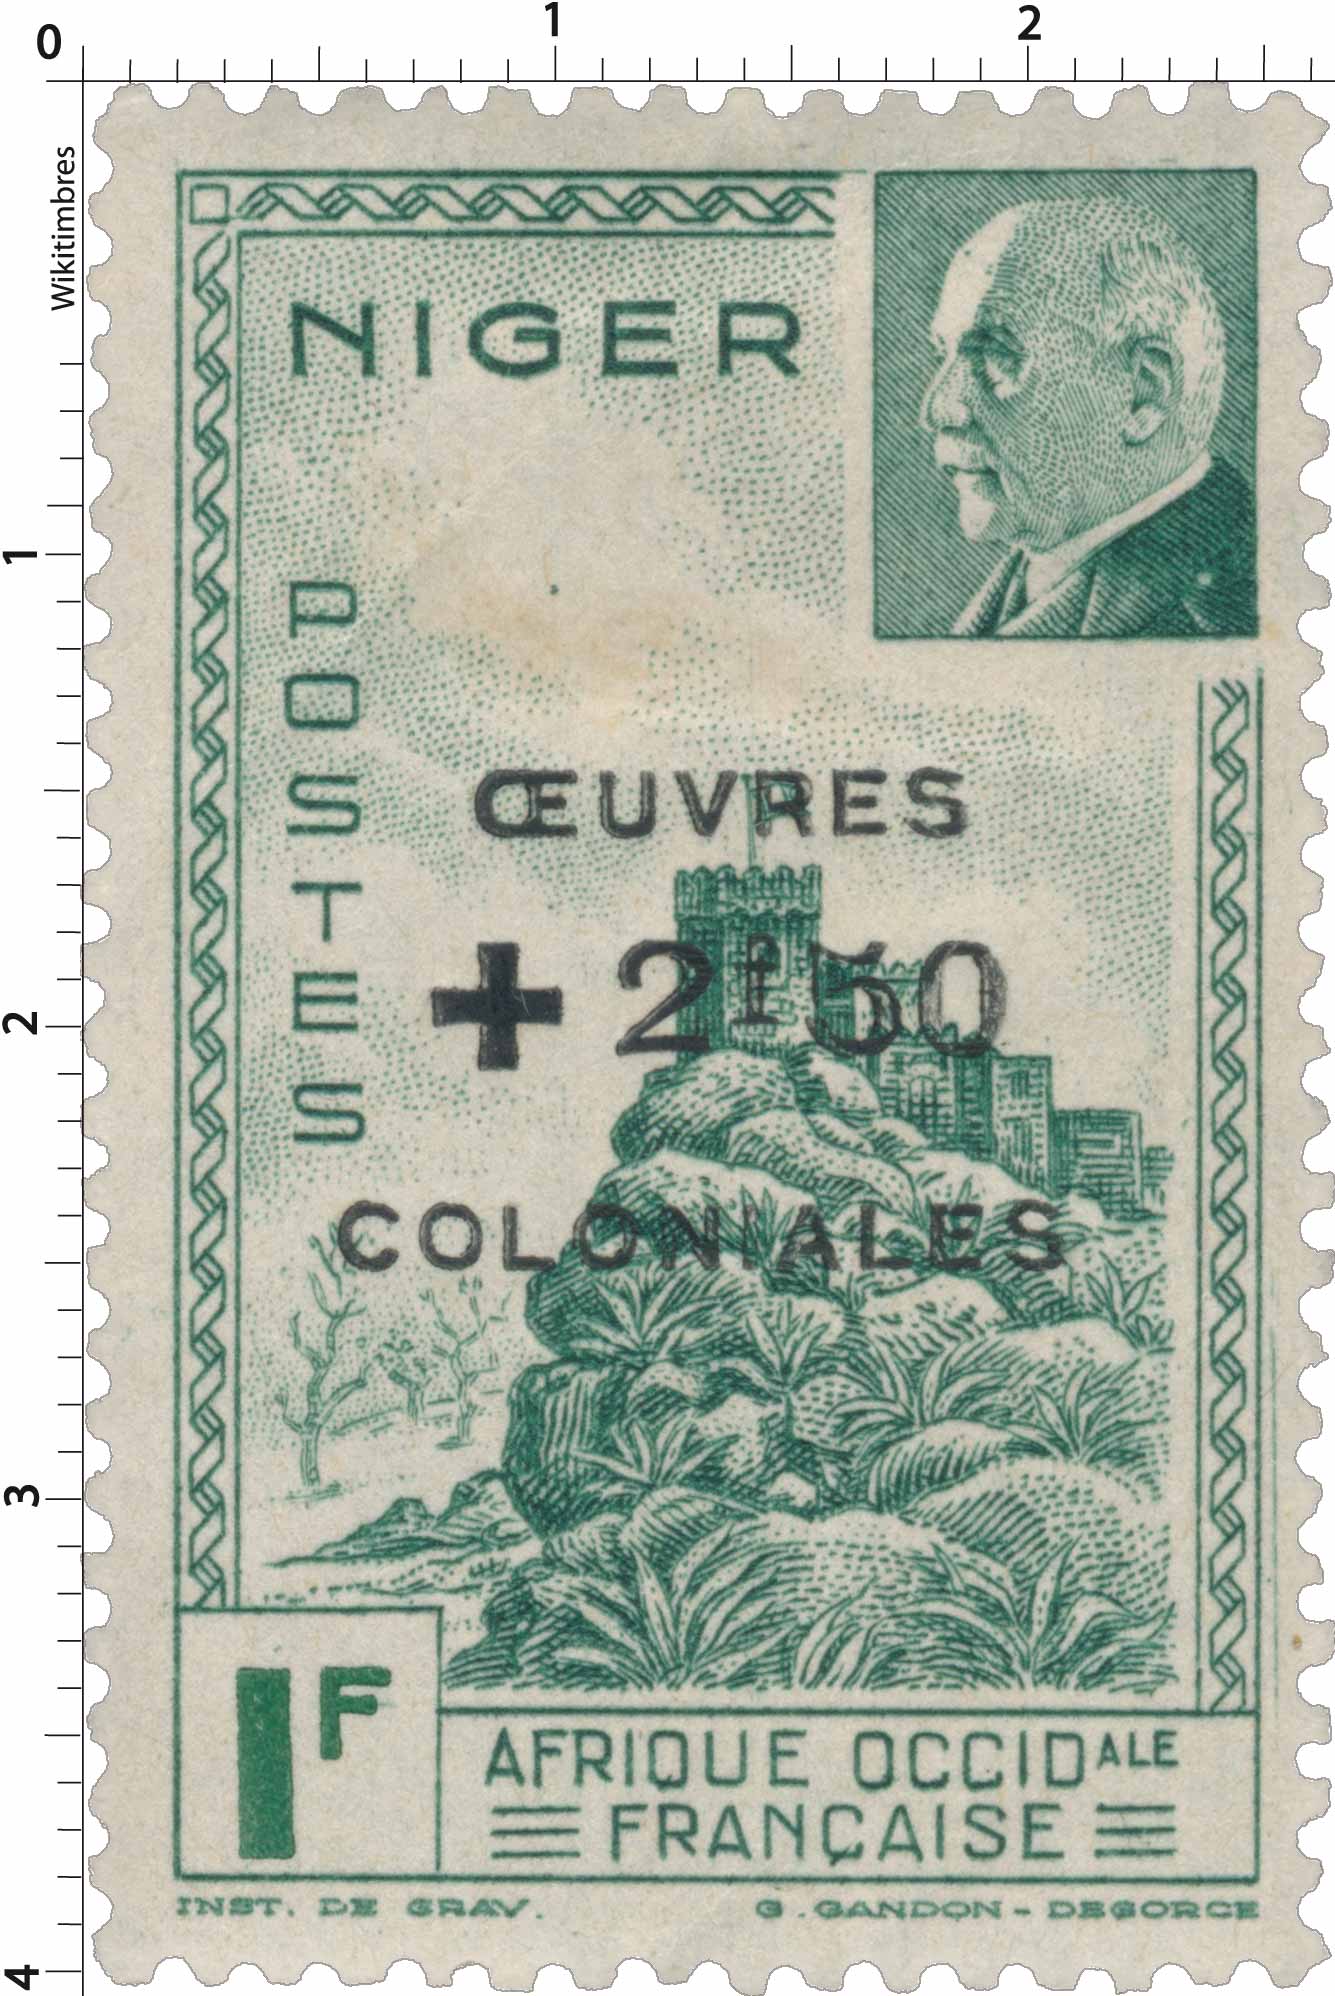 0 1 2
Wikitimbres
NIGER
1
POSTES
ŒUVRES
+ 2f50
2
COLONIALES
3
1F
AFRIQUE OCCIDALE
FRANÇAISE
INST. DE GRAV. G. GANDON - DEGORCE
4